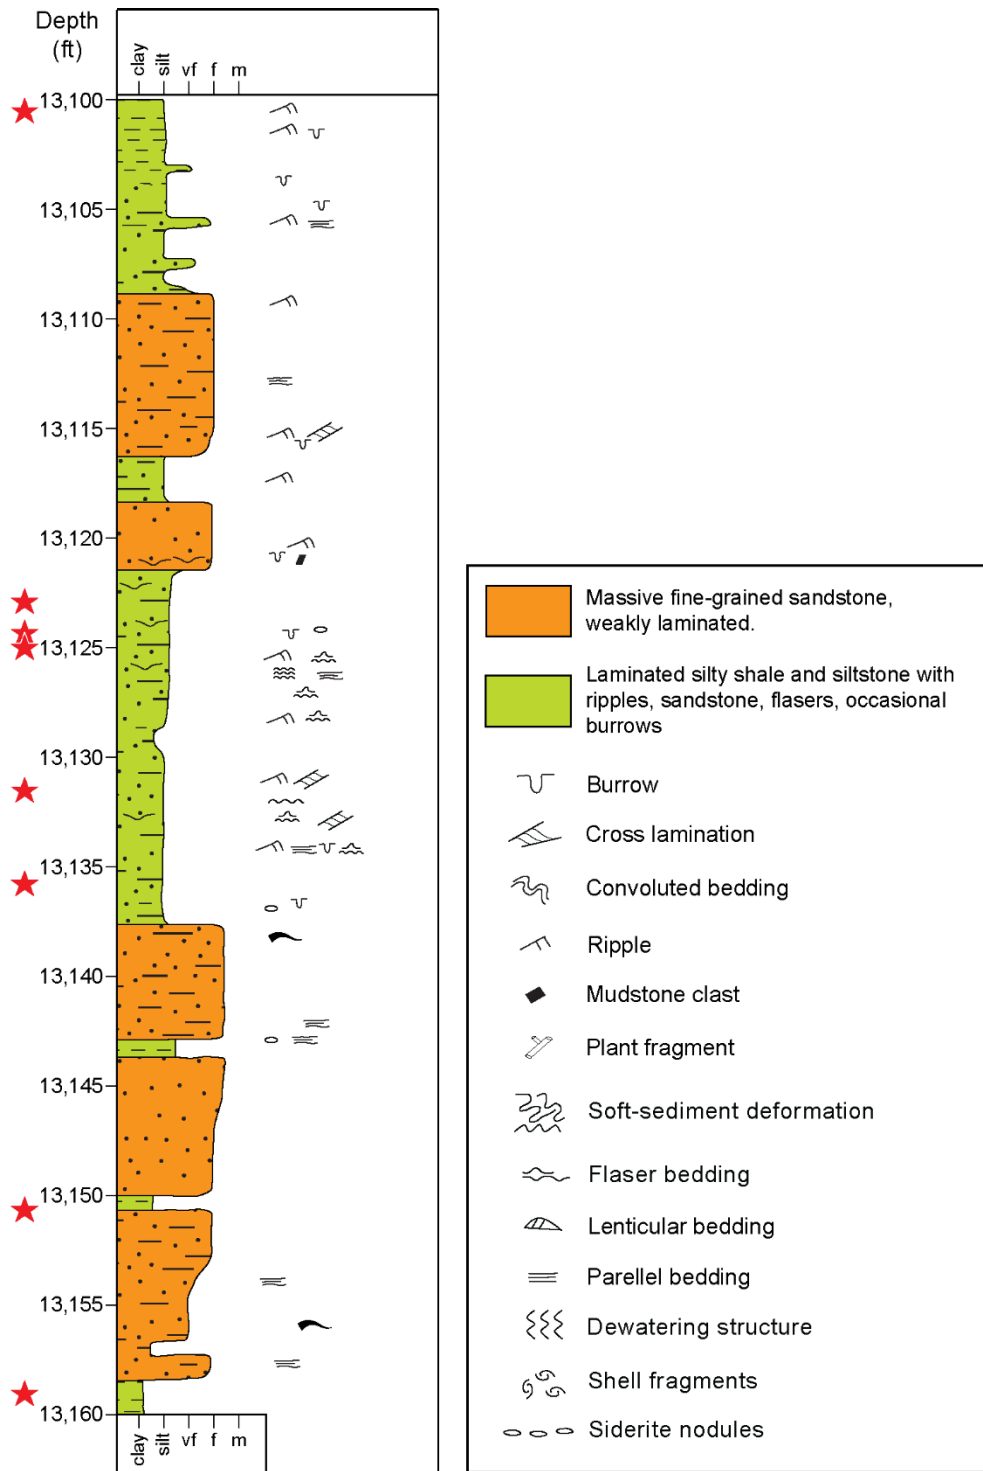 Depth
(ft)
clay silt vf f m
13,100
13,105
13,110
13,115
13,120
13,125
13,130
13,135
13,140
13,145
13,150
13,155
13,160
clay silt vf f m
Massive fine-grained sandstone,
weakly laminated.
Laminated silty shale and siltstone with
ripples, sandstone, flasers, occasional
burrows
Burrow
Cross lamination
Convoluted bedding
Ripple
Mudstone clast
Plant fragment
Soft-sediment deformation
Flaser bedding
Lenticular bedding
Parellel bedding
Dewatering structure
Shell fragments
Siderite nodules